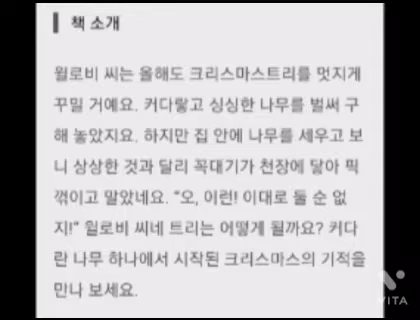 책 소개
윌로비 씨는 올해도 크리스마스트리를 멋지게
꾸밀 거예요. 커다랗고 싱싱한 나무를 벌써 구
해 놓았지요. 하지만 집 안에 나무를 세우고 보
니 상상한 것과 달리 꼭대기가 천장에 닿아 픽
꺾이고 말았네요. “오, 이런! 이대로 둘 순 없
지!” 윌로비 씨네 트리는 어떻게 될까요? 커다
란 나무 하나에서 시작된 크리스마스의 기적을
만나 보세요.
VITA